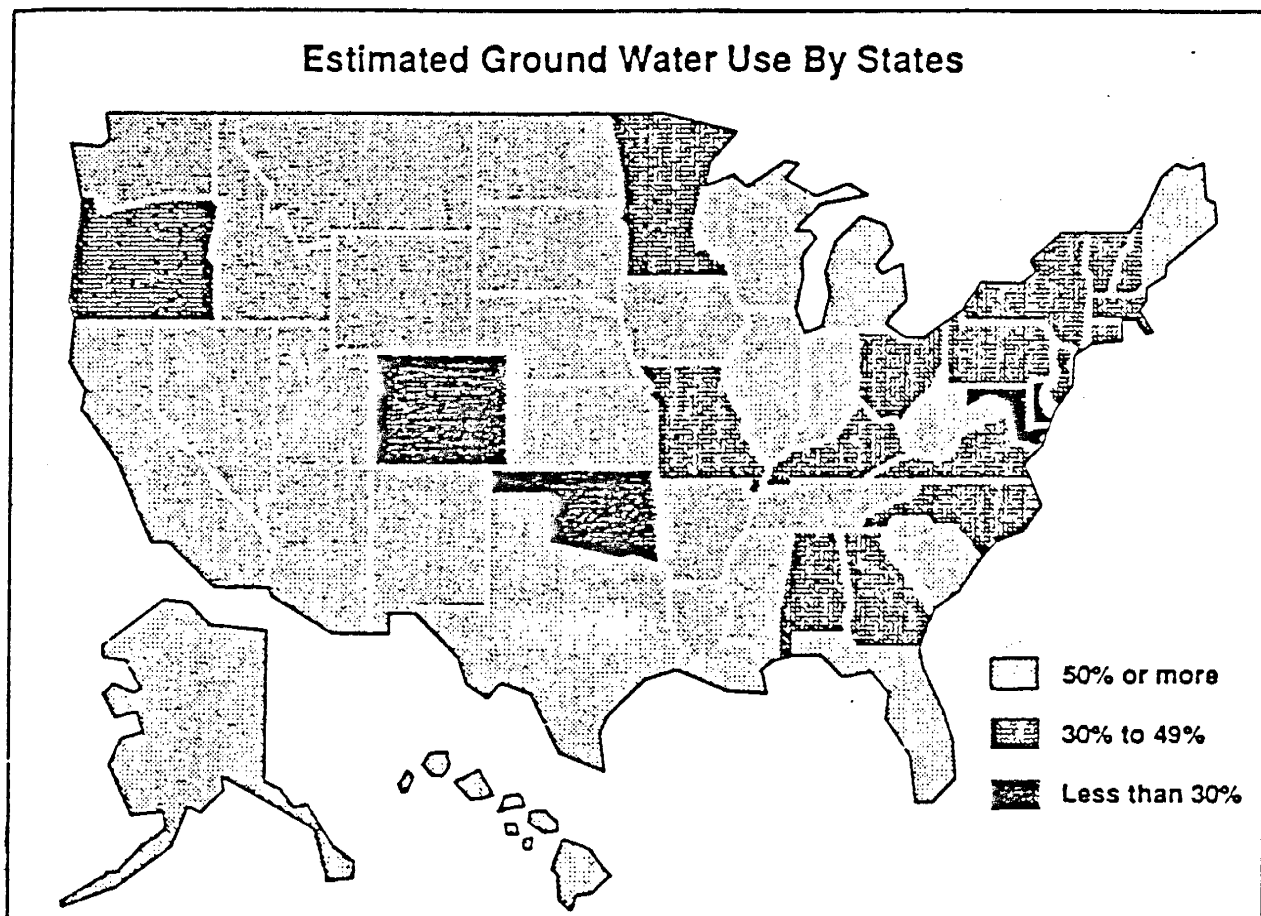 Estimated Ground Water Use By States
50% or more
30% to 49%
Less than 30%